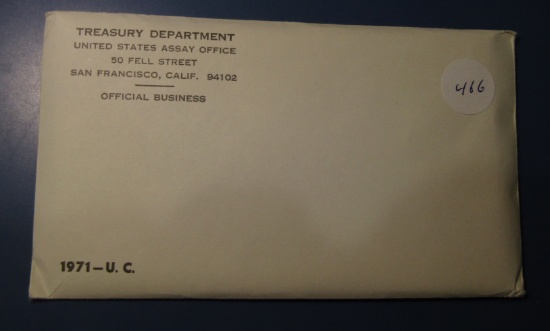 TREASURY DEPARTMENT
UNITED STATES ASSAY OFFICE
50 FELL STREET
SAN FRANCISCO, CALIF. 94102
OFFICIAL BUSINESS
466
1971—U. C.